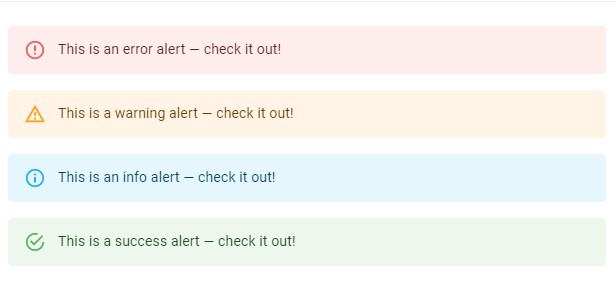 This is an error alert — check it out!
This is a warning alert — check it out!
This is an info alert — check it out!
This is a success alert — check it out!